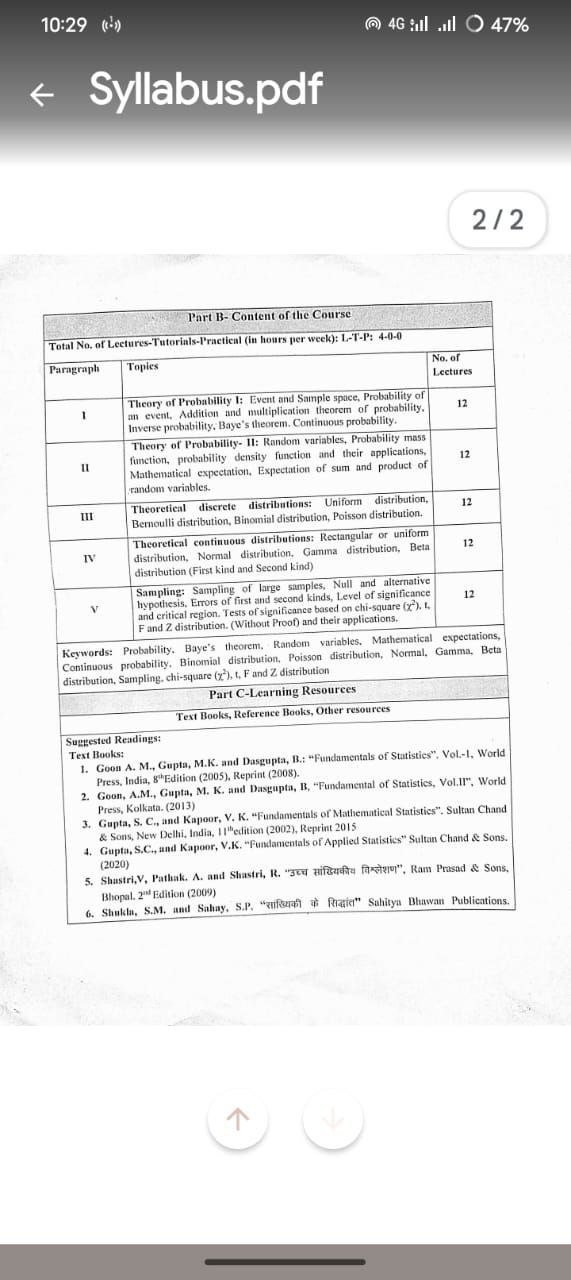 10:29
4G
47%
← Syllabus.pdf
2 / 2
Part B- Content of the Course
Total No. of Lectures-Tutorials-Practical (in hours per week): L-T-P: 4-0-0
Paragraph
Topics
No. of
Lectures
I
Theory of Probability I: Event and Sample space, Probability of
an event, Addition and multiplication theorem of probability,
Inverse probability, Baye's theorem. Continuous probability.
12
II
Theory of Probability- II: Random variables, Probability mass
function, probability density function and their applications,
Mathematical expectation, Expectation of sum and product of
random variables.
12
III
Theoretical discrete distributions: Uniform distribution,
Bernoulli distribution, Binomial distribution, Poisson distribution.
12
IV
Theoretical continuous distributions: Rectangular or uniform
distribution, Normal distribution, Gamma distribution, Beta
distribution (First kind and Second kind)
12
V
Sampling: Sampling of large samples, Null and alternative
hypothesis, Errors of first and second kinds, Level of significance
and critical region. Tests of significance based on chi-square (χ²), t,
F and Z distribution. (Without Proof) and their applications.
12
Keywords: Probability, Baye's theorem, Random variables, Mathematical expectations,
Continuous probability, Binomial distribution, Poisson distribution, Normal, Gamma, Beta
distribution, Sampling, chi-square (χ²), t, F and Z distribution
Part C-Learning Resources
Text Books, Reference Books, Other resources
Suggested Readings:
Text Books:
1. Goon A. M., Gupta, M.K. and Dasgupta, B.: "Fundamentals of Statistics", Vol.-I, World
Press, India, 8th Edition (2005), Reprint (2008).
2. Goon, A.M., Gupta, M. K. and Dasgupta, B, "Fundamental of Statistics, Vol.II", World
Press, Kolkata. (2013)
3. Gupta, S. C., and Kapoor, V. K. "Fundamentals of Mathematical Statistics". Sultan Chand
& Sons, New Delhi, India, 11th edition (2002), Reprint 2015
4. Gupta, S.C., and Kapoor, V.K. "Fundamentals of Applied Statistics" Sultan Chand & Sons.
(2020)
5. Shastri,V, Pathak. A. and Shastri, R. "उच्च सांख्यिकीय विश्लेशण", Ram Prasad & Sons,
Bhopal. 2nd Edition (2009)
6. Shukla, S.M. and Sahay, S.P. "सांख्यिकी के सिद्धांत" Sahitya Bhawan Publications.